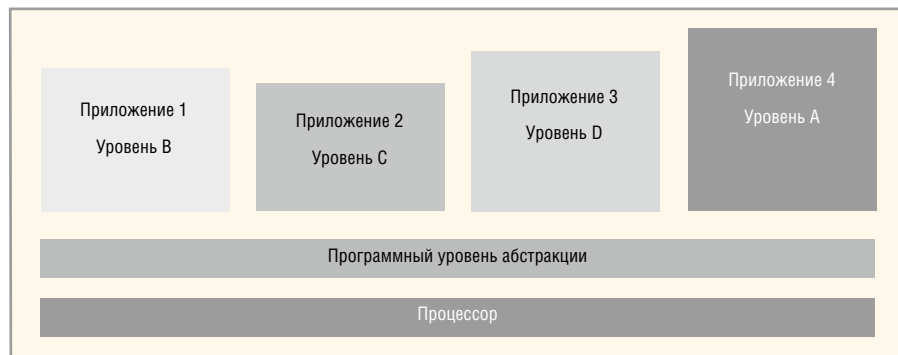 Приложение 1
Уровень B
Приложение 2
Уровень C
Приложение 3
Уровень D
Приложение 4
Уровень A
Программный уровень абстракции
Процессор